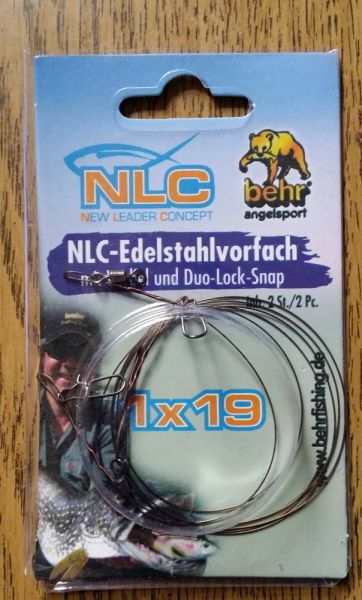 NLC
NEW LEADER CONCEPT
behr
angelsport
NLC-Edelstahlvorfach
und Duo-Lock-Snap
2 St./2 Pc.
1x19
www.behrfishing.de